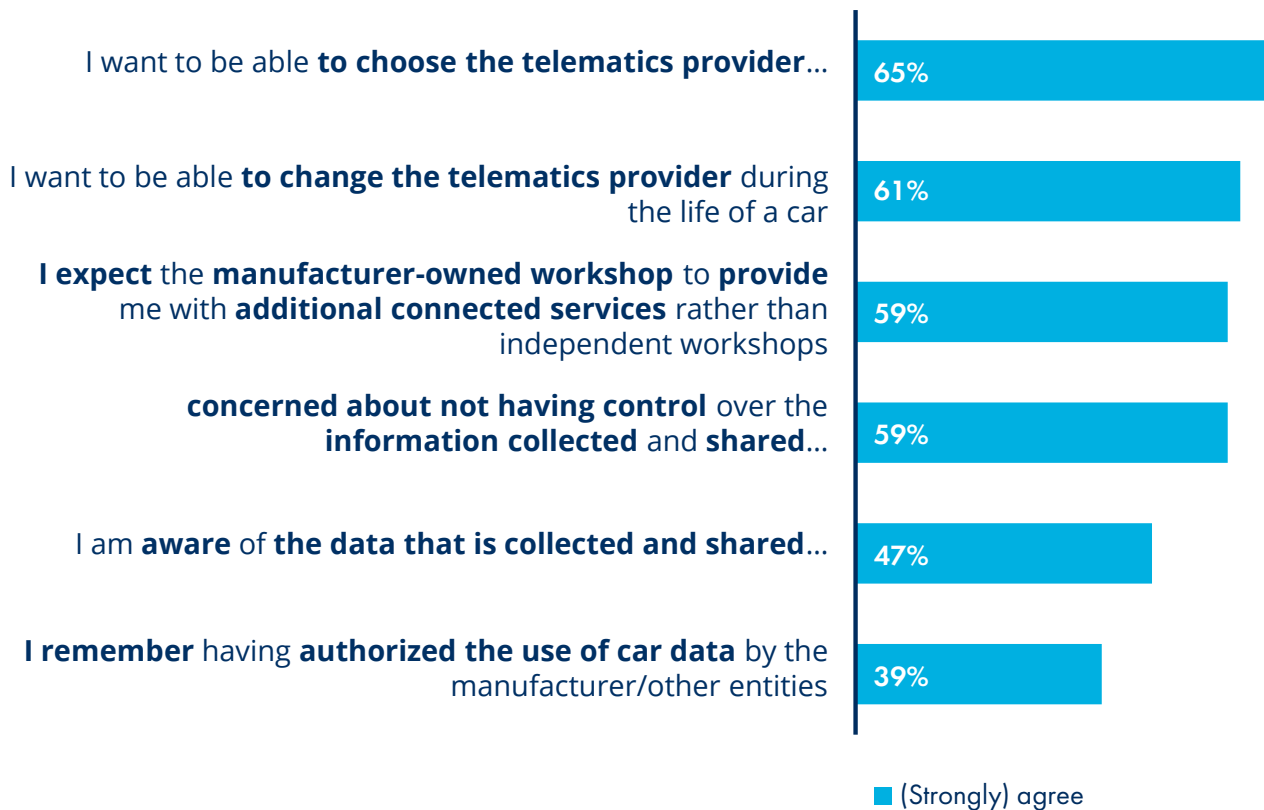 I want to be able to choose the telematics provider...
65%
I want to be able to change the telematics provider during
the life of a car
61%
I expect the manufacturer-owned workshop to provide
me with additional connected services rather than
independent workshops
59%
concerned about not having control over the
information collected and shared...
59%
I am aware of the data that is collected and shared...
47%
I remember having authorized the use of car data by the
manufacturer/other entities
39%
(Strongly) agree